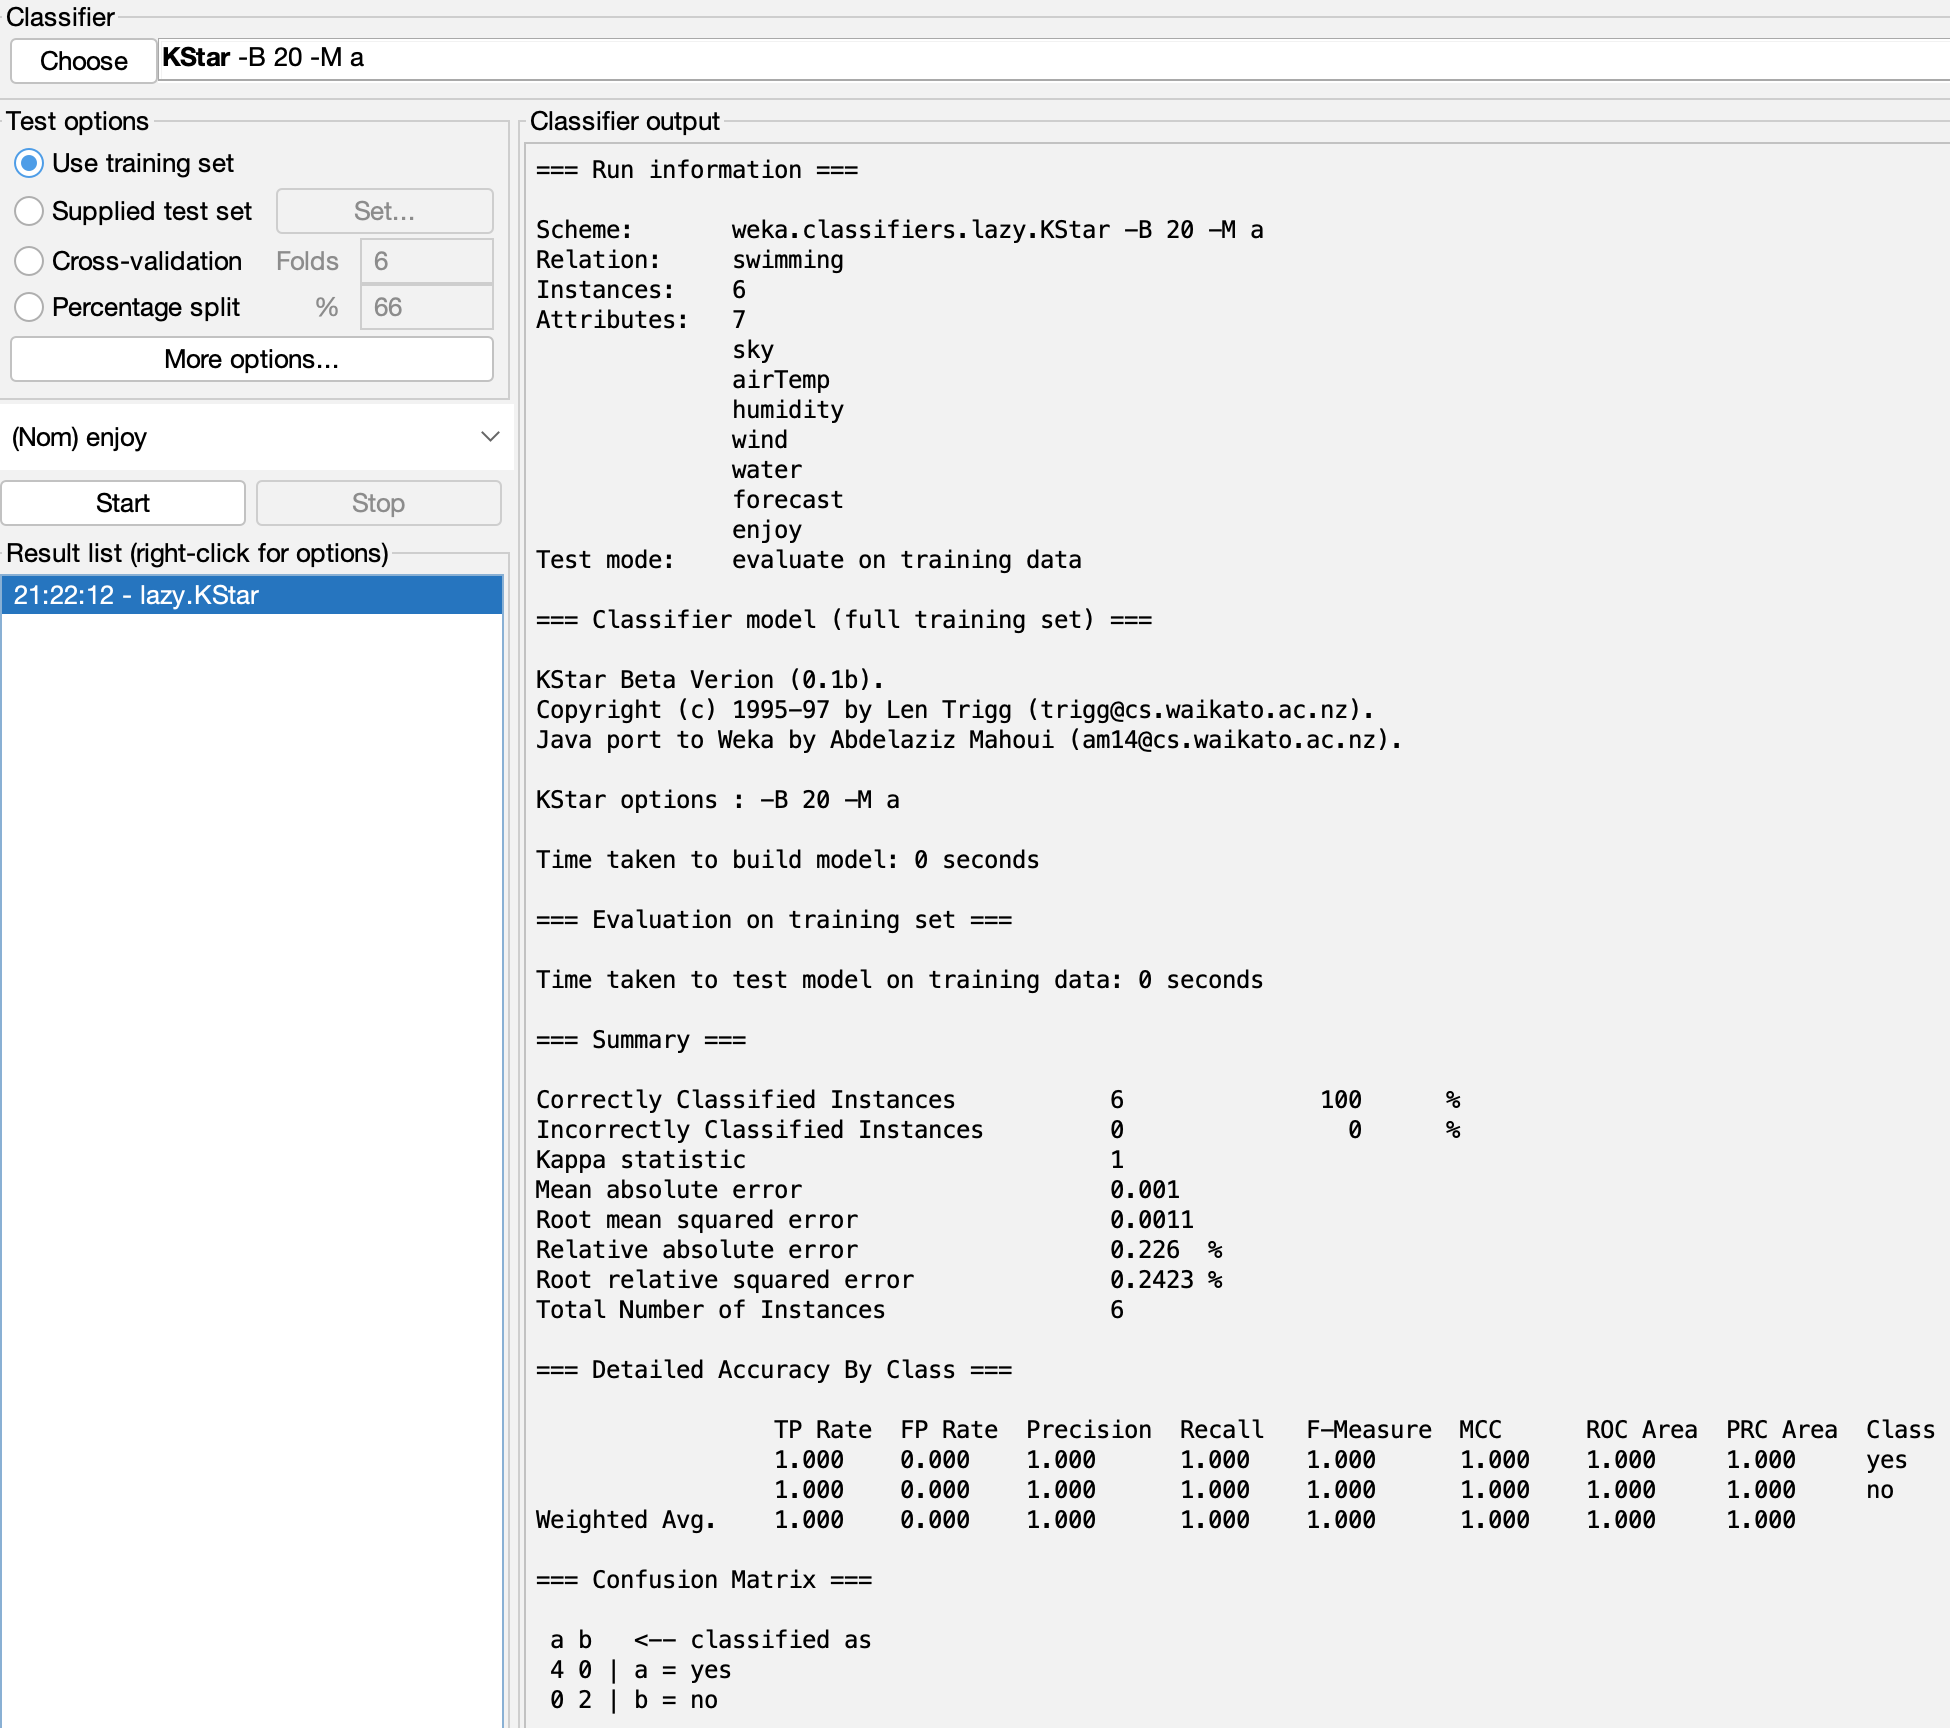 Classifier
Choose KStar -B 20 -M a
Test options
Use training set
Supplied test set Set...
Cross-validation Folds 6
Percentage split % 66
More options...
(Nom) enjoy
Start Stop
Result list (right-click for options)
21:22:12 - lazy.KStar
Classifier output
=== Run information ===
Scheme: weka.classifiers.lazy.KStar -B 20 -M a
Relation: swimming
Instances: 6
Attributes: 7
sky
airTemp
humidity
wind
water
forecast
enjoy
Test mode: evaluate on training data
=== Classifier model (full training set) ===
KStar Beta Verion (0.1b).
Copyright (c) 1995-97 by Len Trigg (trigg@cs.waikato.ac.nz).
Java port to Weka by Abdelaziz Mahoui (am14@cs.waikato.ac.nz).
KStar options : -B 20 -M a
Time taken to build model: 0 seconds
=== Evaluation on training set ===
Time taken to test model on training data: 0 seconds
=== Summary ===
Correctly Classified Instances 6 100 %
Incorrectly Classified Instances 0 0 %
Kappa statistic 1
Mean absolute error 0.001
Root mean squared error 0.0011
Relative absolute error 0.226 %
Root relative squared error 0.2423 %
Total Number of Instances 6
=== Detailed Accuracy By Class ===
TP Rate FP Rate Precision Recall F-Measure MCC ROC Area PRC Area Class
1.000 0.000 1.000 1.000 1.000 1.000 1.000 1.000 yes
1.000 0.000 1.000 1.000 1.000 1.000 1.000 1.000 no
Weighted Avg. 1.000 0.000 1.000 1.000 1.000 1.000 1.000 1.000
=== Confusion Matrix ===
a b <-- classified as
4 0 | a = yes
0 2 | b = no